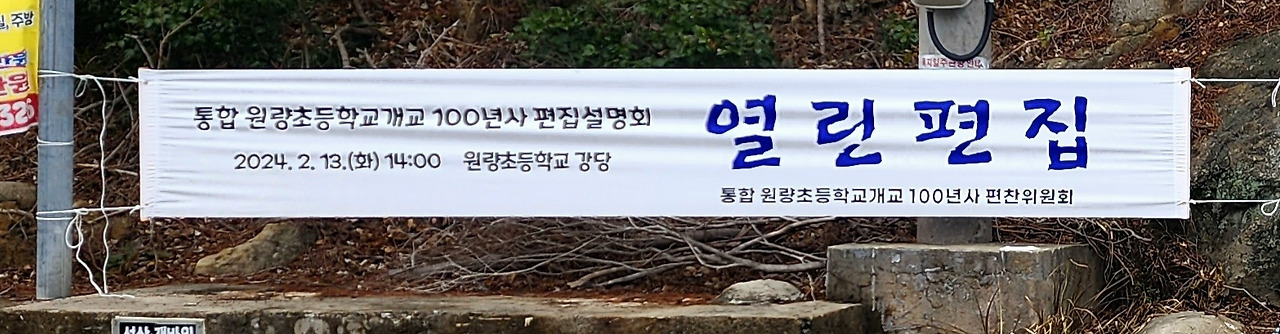 통합 원량초등학교개교 100년사 편집설명회
2024. 2. 13.(화) 14:00 원량초등학교 강당
열린편집
통합 원량초등학교개교 100년사 편찬위원회
주방